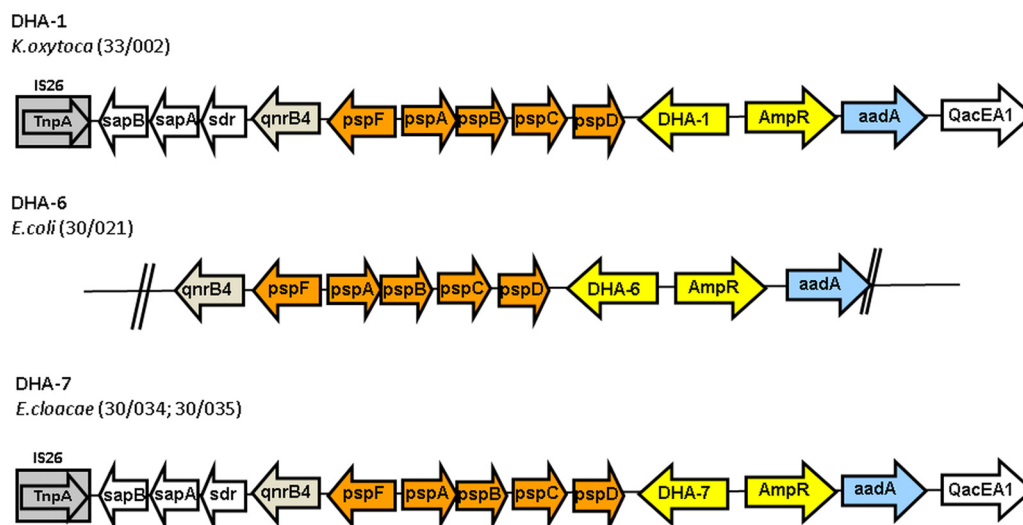 DHA-1
K.oxytoca (33/002)
IS26
TnpA sapB sapA sdr qnrB4 pspF pspA pspB pspC pspD DHA-1 AmpR aadA QacEA1
DHA-6
E.coli (30/021)
qnrB4 pspF pspA pspB pspC pspD DHA-6 AmpR aadA
DHA-7
E.cloacae (30/034; 30/035)
IS26
TnpA sapB sapA sdr qnrB4 pspF pspA pspB pspC pspD DHA-7 AmpR aadA QacEA1